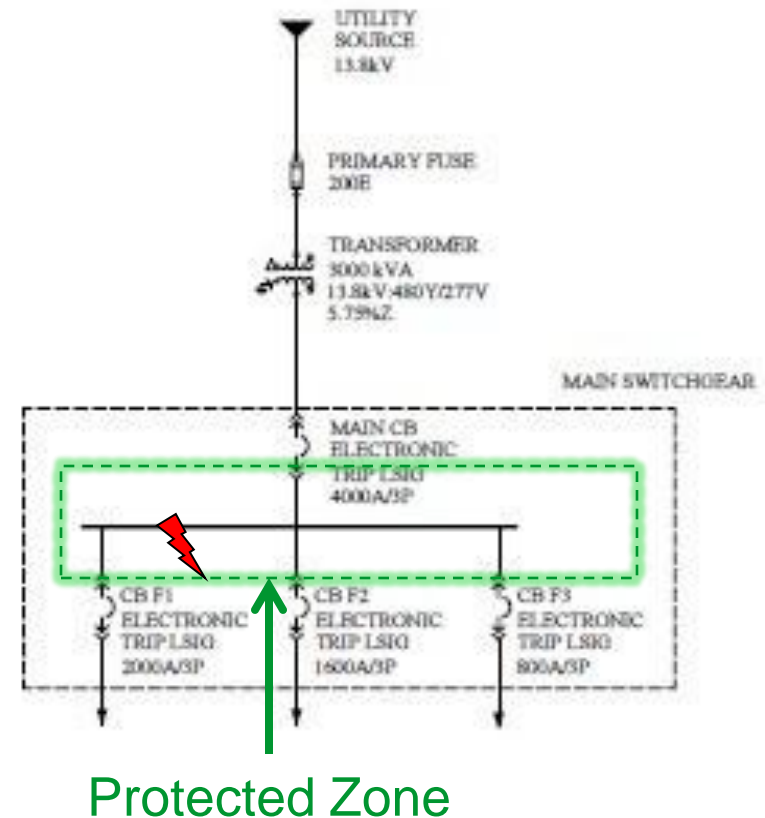 UTILITY
SOURCE
13.8kV
PRIMARY FUSE
200E
TRANSFORMER
3000 kVA
13.8kV:480Y/277V
5.75%Z
MAIN SWITCHGEAR
MAIN CB
ELECTRONIC
TRIP LSIG
4000A/3P
CB F1
ELECTRONIC
TRIP LSIG
2000A/3P
CB F2
ELECTRONIC
TRIP LSIG
1600A/3P
CB F3
ELECTRONIC
TRIP LSIG
800A/3P
Protected Zone